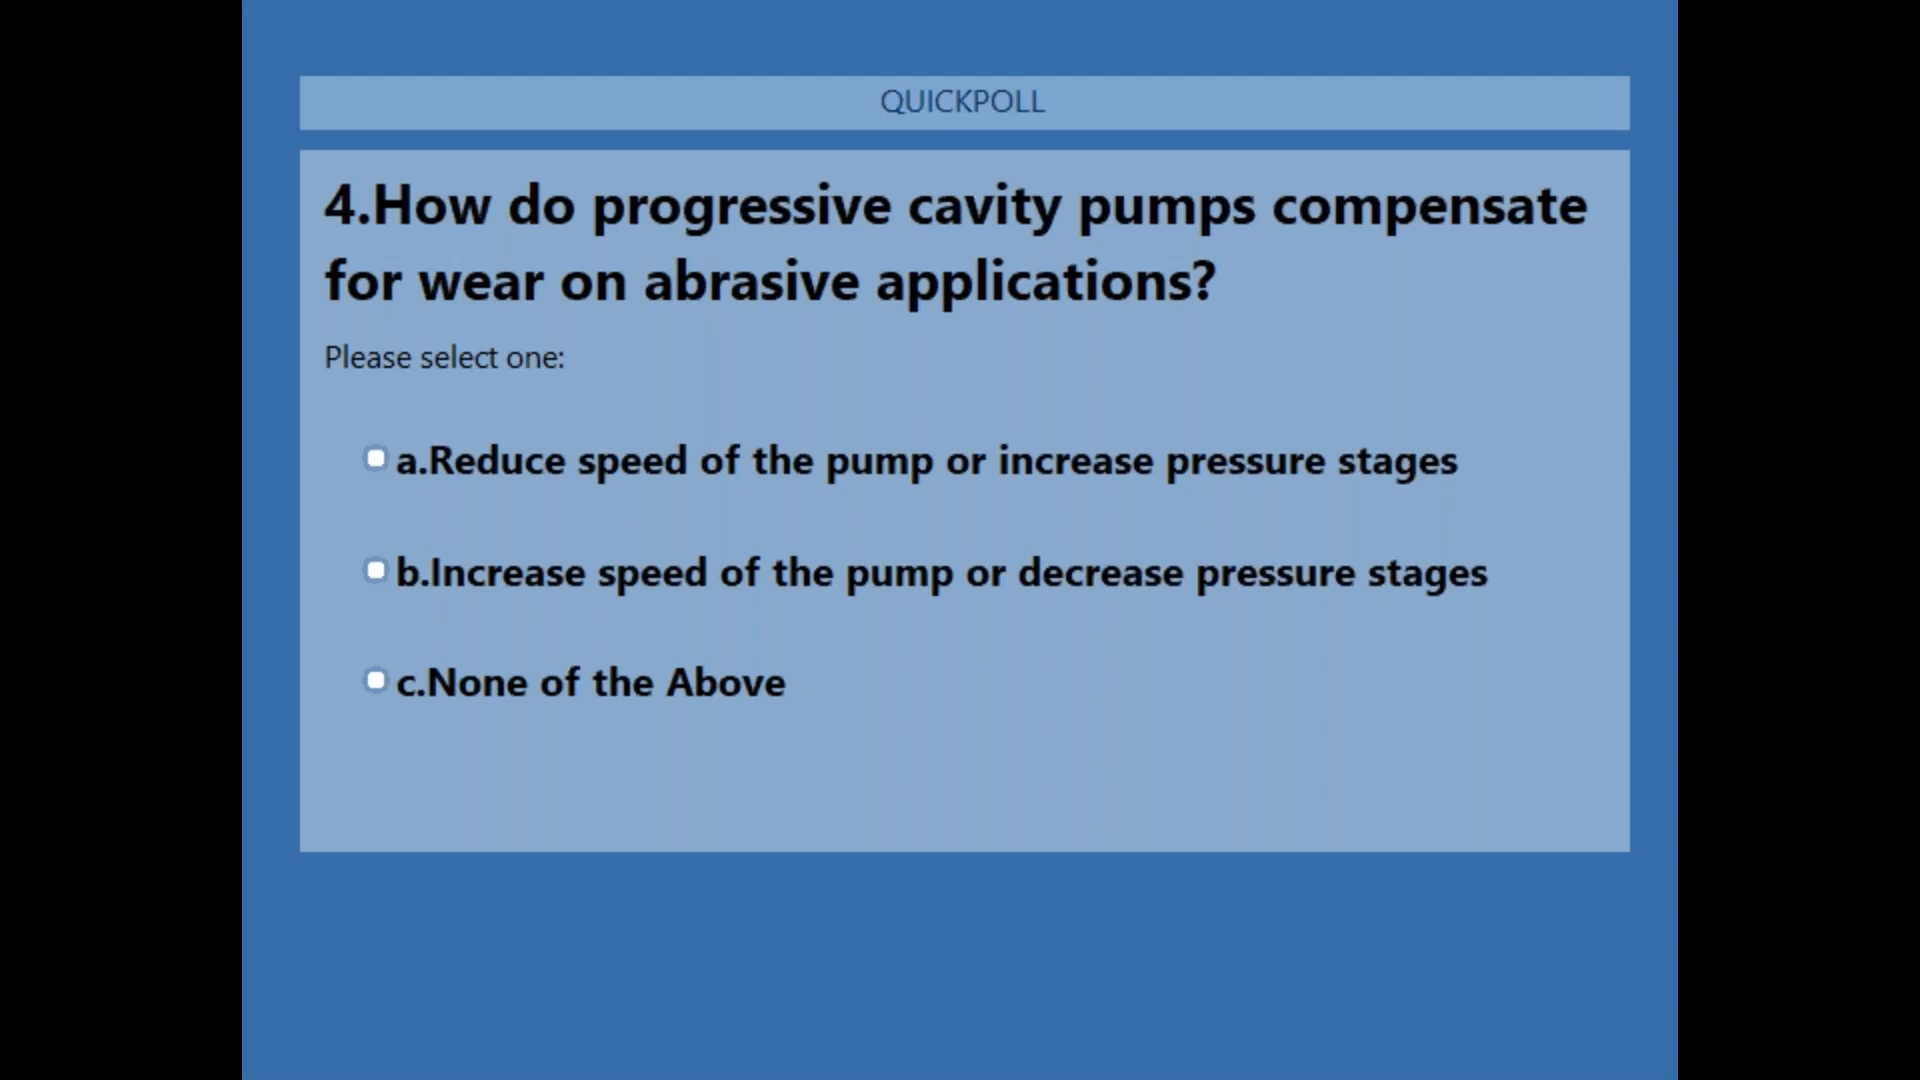 QUICKPOLL
4.How do progressive cavity pumps compensate
for wear on abrasive applications?
Please select one:
a.Reduce speed of the pump or increase pressure stages
b.Increase speed of the pump or decrease pressure stages
c.None of the Above